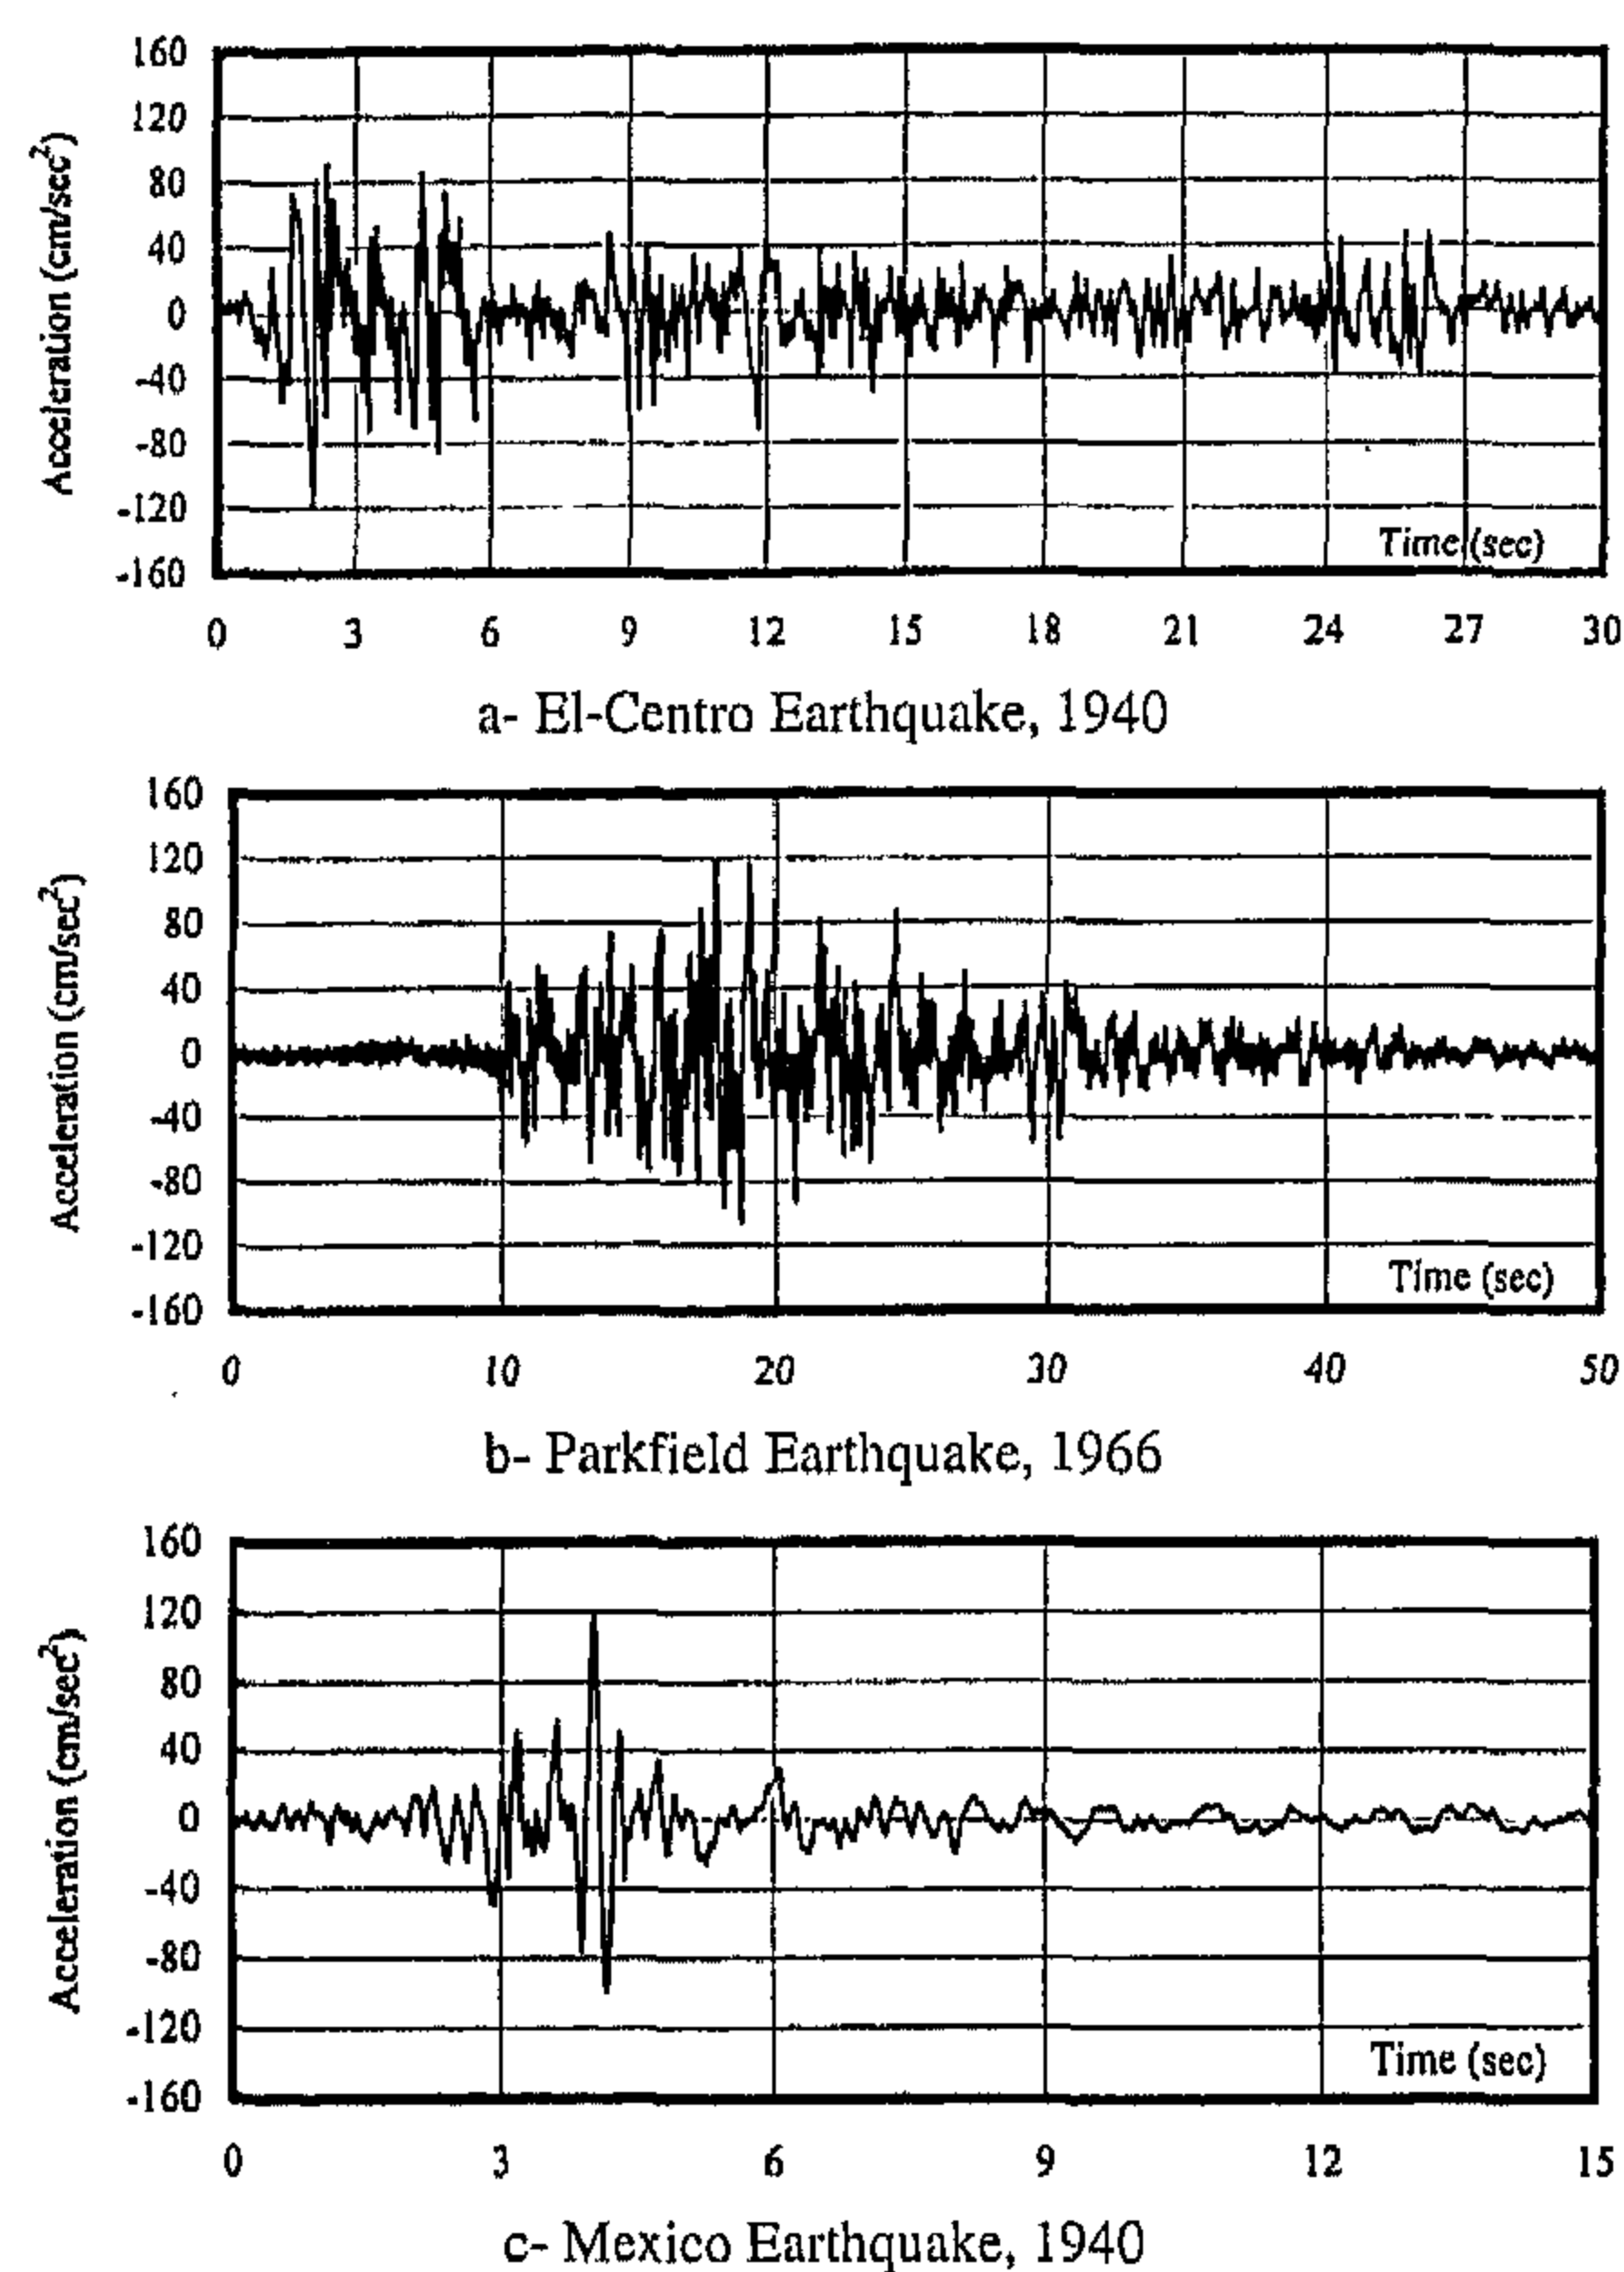 160
120
80
40
0
-40
-80
-120
-160
Acceleration (cm/sec²)
Time (sec)
0 3 6 9 12 15 18 21 24 27 30
a- El-Centro Earthquake, 1940
160
120
80
40
0
-40
-80
-120
-160
Acceleration (cm/sec²)
Time (sec)
0 10 20 30 40 50
b- Parkfield Earthquake, 1966
160
120
80
40
0
-40
-80
-120
-160
Acceleration (cm/sec²)
Time (sec)
0 3 6 9 12 15
c- Mexico Earthquake, 1940